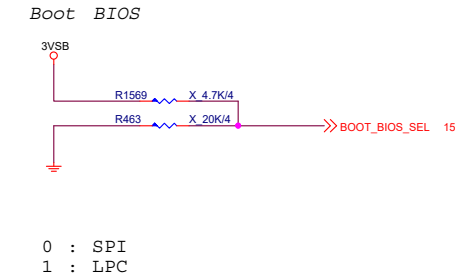 Boot BIOS
3VSB
R1569 X_4.7K/4
R463 X_20K/4
BOOT_BIOS_SEL 15
0 : SPI
1 : LPC